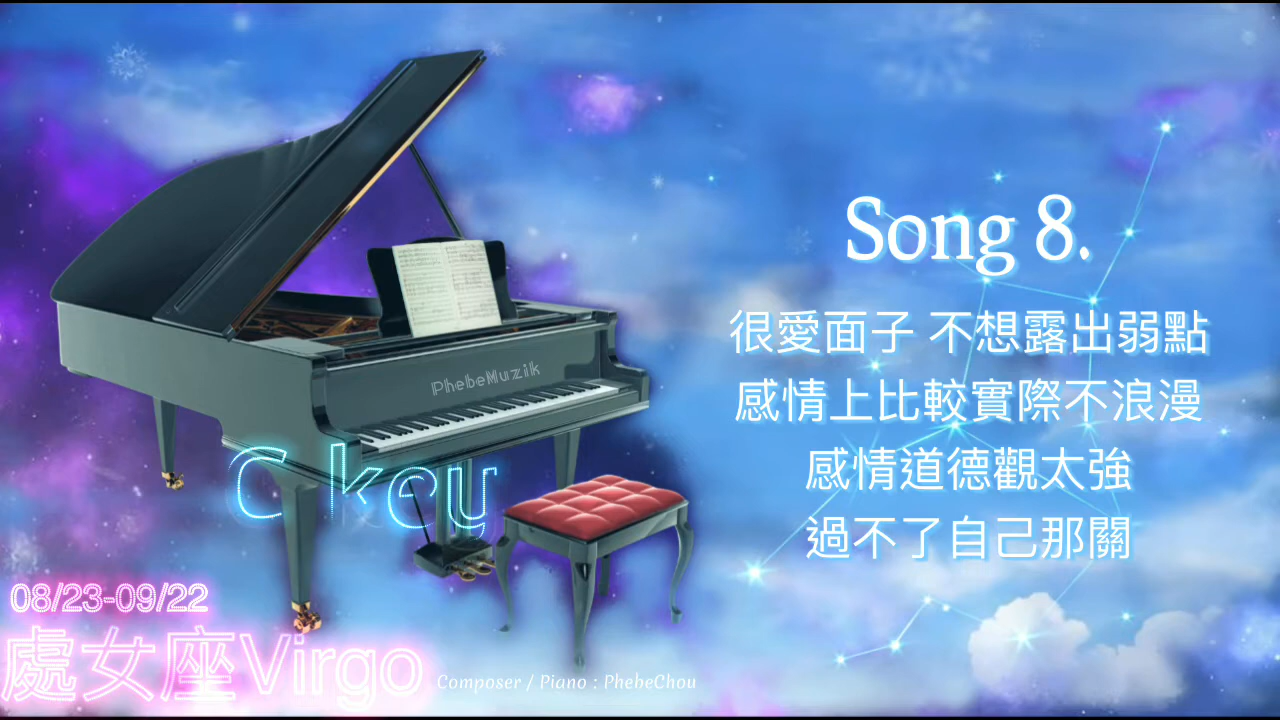 Song 8.
很愛面子 不想露出弱點
感情上比較實際不浪漫
感情道德觀太強
過不了自己那關
PhebeMuzik
C key
08/23-09/22
處女座Virgo
Composer / Piano : PhebeChou